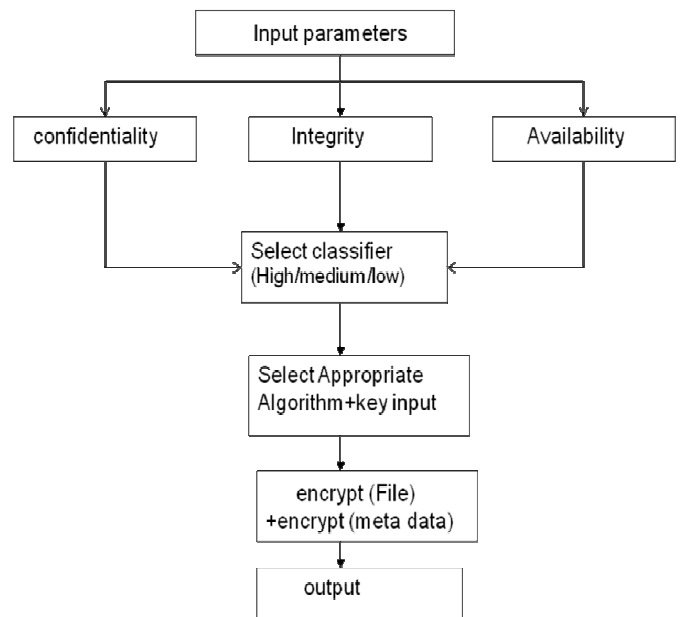 Input parameters
confidentiality
Integrity
Availability
Select classifier
(High/medium/low)
Select Appropriate
Algorithm+key input
encrypt (File)
+encrypt (meta data)
output